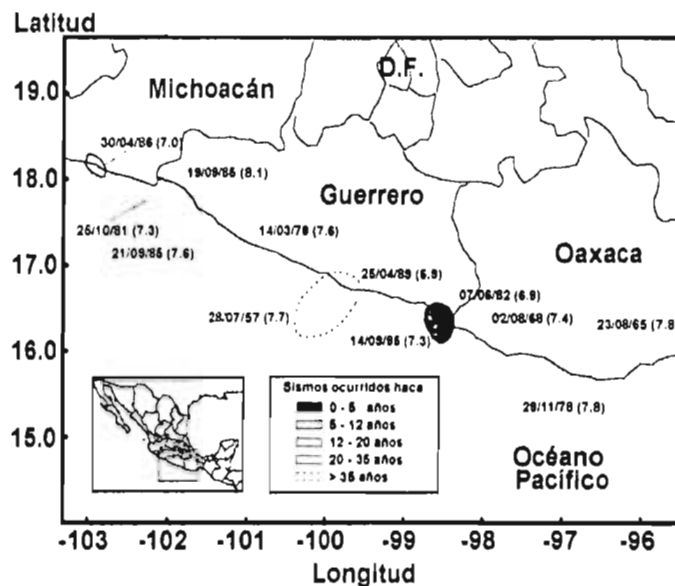 Latitud
D.F.
19.0
Michoacán
30/04/86 (7.0)
18.0
19/09/85 (8.1)
Guerrero
25/10/81 (7.3)
14/03/79 (7.6)
21/09/85 (7.6)
Oaxaca
17.0
25/04/89 (6.9)
07/06/82 (6.9)
28/07/57 (7.7)
02/08/68 (7.4)
23/08/65 (7.8)
14/09/95 (7.3)
16.0
Sismos ocurridos hace
0 - 5 años
5 - 12 años
12 - 20 años
20 - 35 años
> 35 años
29/11/78 (7.8)
15.0
Océano
Pacífico
-103 -102 -101 -100 -99 -98 -97 -96
Longitud